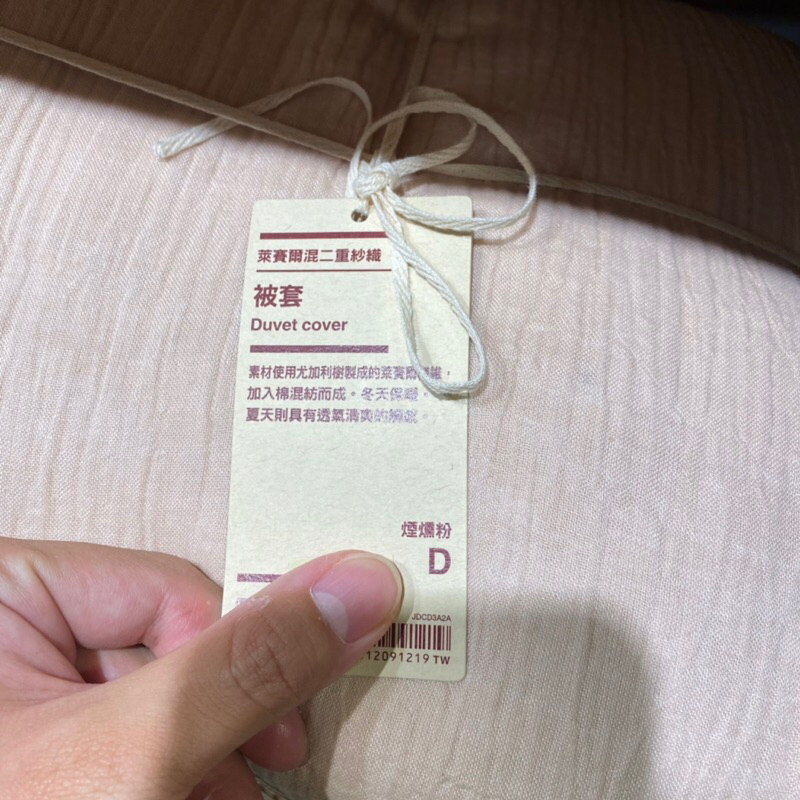 萊賽爾混二重紗織
被套
Duvet cover
素材使用尤加利樹製成的萊賽爾纖維，
加入棉混紡而成。冬天保暖，
夏天則具有透氣清爽的觸感。
煙燻粉
D
JDCD3A2A
12091219 TW